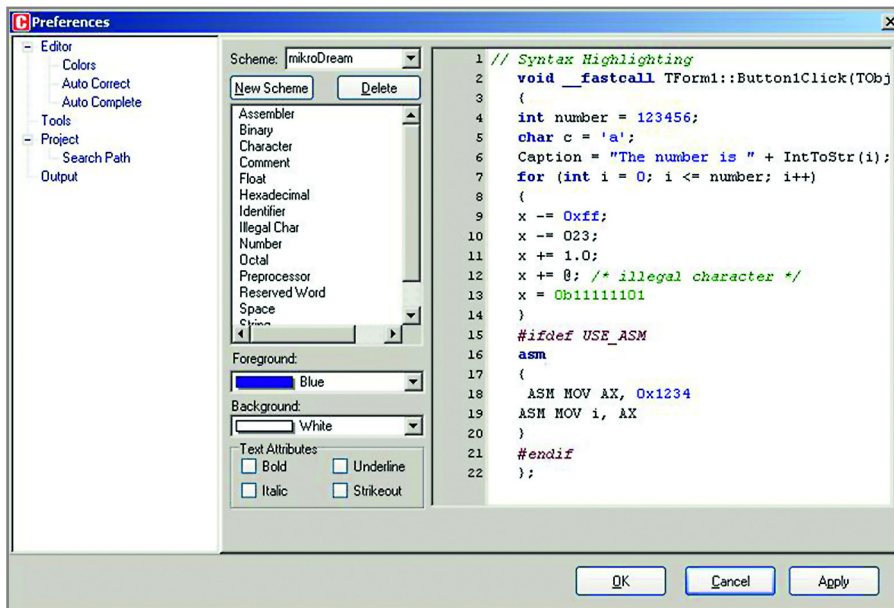 Preferences
Editor
Colors
Auto Correct
Auto Complete
Tools
Project
Search Path
Output
Scheme: mikroDream
New Scheme Delete
Assembler
Binary
Character
Comment
Float
Hexadecimal
Identifier
Illegal Char
Number
Octal
Preprocessor
Reserved Word
Space
String
Foreground:
Blue
Background:
White
Text Attributes
Bold Underline
Italic Strikeout
1 // Syntax Highlighting
2 void __fastcall TForm1::Button1Click(TObj
3 {
4 int number = 123456;
5 char c = 'a';
6 Caption = "The number is " + IntToStr(i);
7 for (int i = 0; i <= number; i++)
8 {
9 x -= 0xff;
10 x -= 023;
11 x += 1.0;
12 x += @; /* illegal character */
13 x = 0b11111101
14 }
15 #ifdef USE_ASM
16 asm
17 {
18 ASM MOV AX, 0x1234
19 ASM MOV i, AX
20 }
21 #endif
22 };
OK Cancel Apply